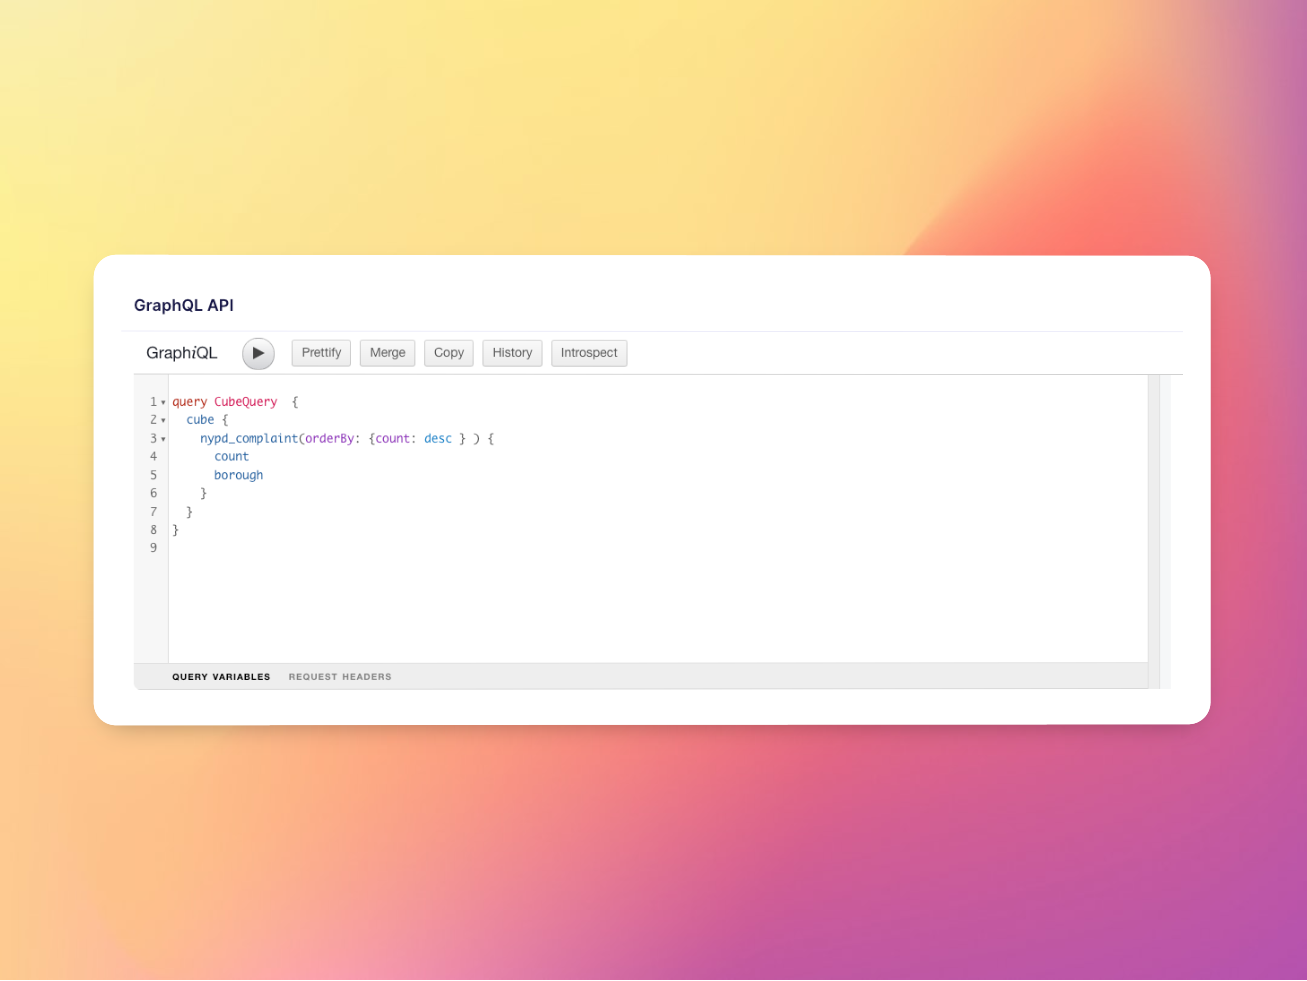 GraphQL API
GraphiQL Prettify Merge Copy History Introspect
1 query CubeQuery  {
2   cube {
3     nypd_complaint(orderBy: {count: desc } ) {
4       count
5       borough
6     }
7   }
8 }
9
QUERY VARIABLES REQUEST HEADERS